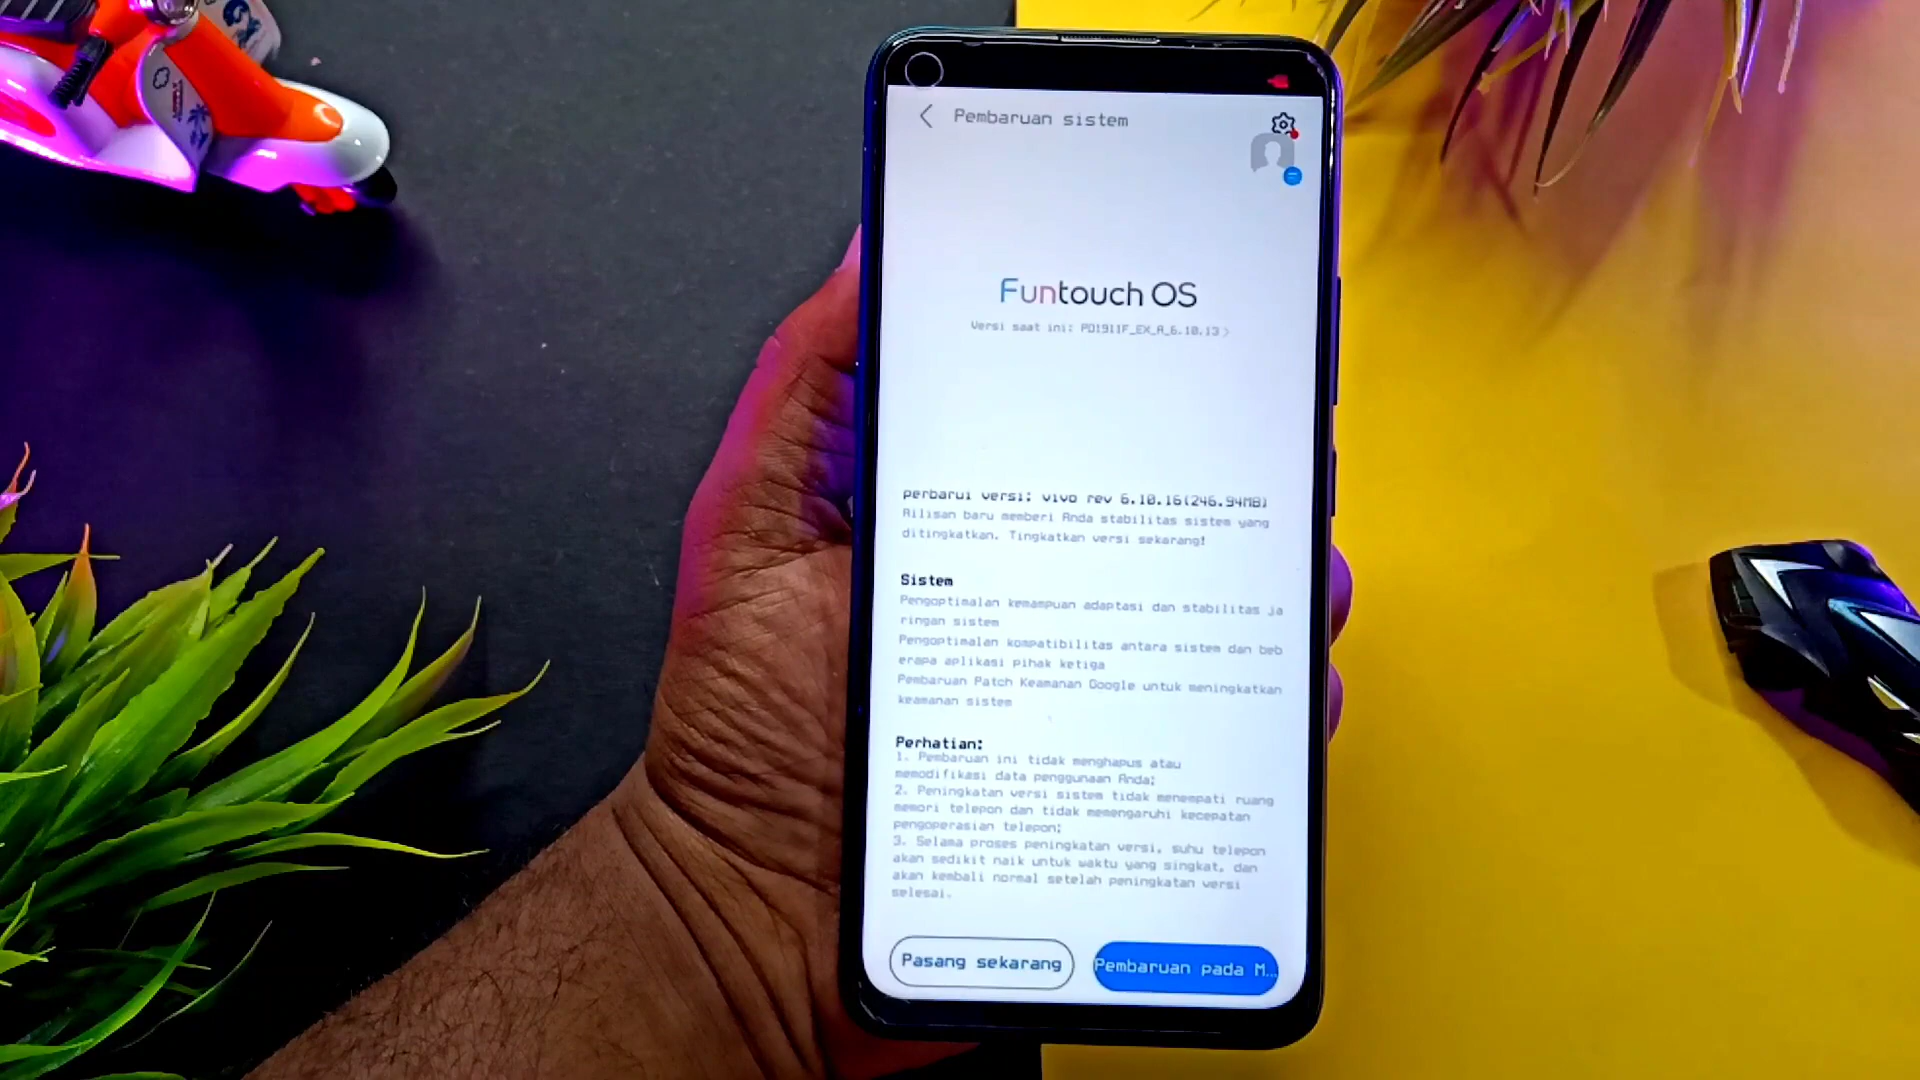 Pembaruan sistem
Funtouch OS
Versi saat ini: PD1911F_EX_A_6.10.13 >
perbarui versi: vivo rev 6.10.16(246.94MB)
Rilisan baru memberi Anda stabilitas sistem yang
ditingkatkan. Tingkatkan versi sekarang!
Sistem
Pengoptimalan kemampuan adaptasi dan stabilitas ja
ringan sistem
Pengoptimalan kompatibilitas antara sistem dan beb
erapa aplikasi pihak ketiga
Pembaruan Patch Keamanan Google untuk meningkatkan
keamanan sistem
Perhatian:
1. Pembaruan ini tidak menghapus atau
memodifikasi data penggunaan Anda;
2. Peningkatan versi sistem tidak menempati ruang
memori telepon dan tidak memengaruhi kecepatan
pengoperasian telepon;
3. Selama proses peningkatan versi, suhu telepon
akan sedikit naik untuk waktu yang singkat, dan
akan kembali normal setelah peningkatan versi
selesai.
Pasang sekarang
Pembaruan pada M...